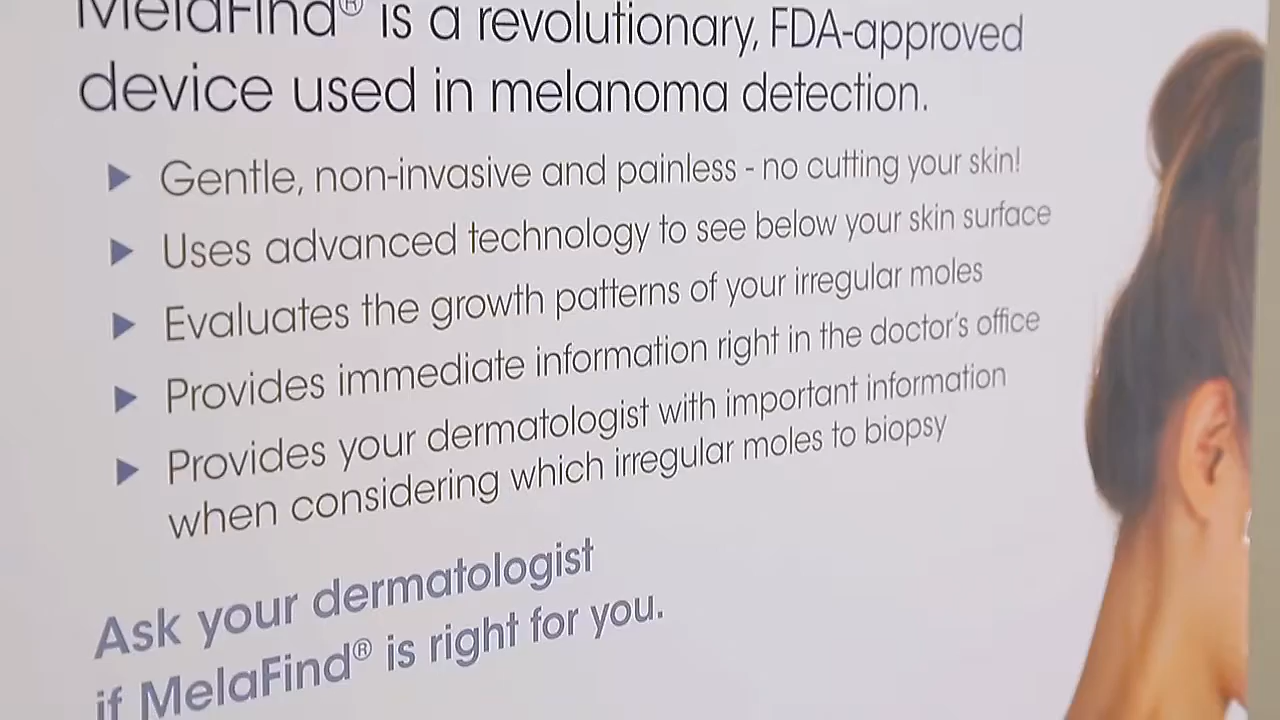 MelaFind® is a revolutionary, FDA-approved
device used in melanoma detection.
▶ Gentle, non-invasive and painless - no cutting your skin!
▶ Uses advanced technology to see below your skin surface
▶ Evaluates the growth patterns of your irregular moles
▶ Provides immediate information right in the doctor's office
▶ Provides your dermatologist with important information
when considering which irregular moles to biopsy
Ask your dermatologist
if MelaFind® is right for you.